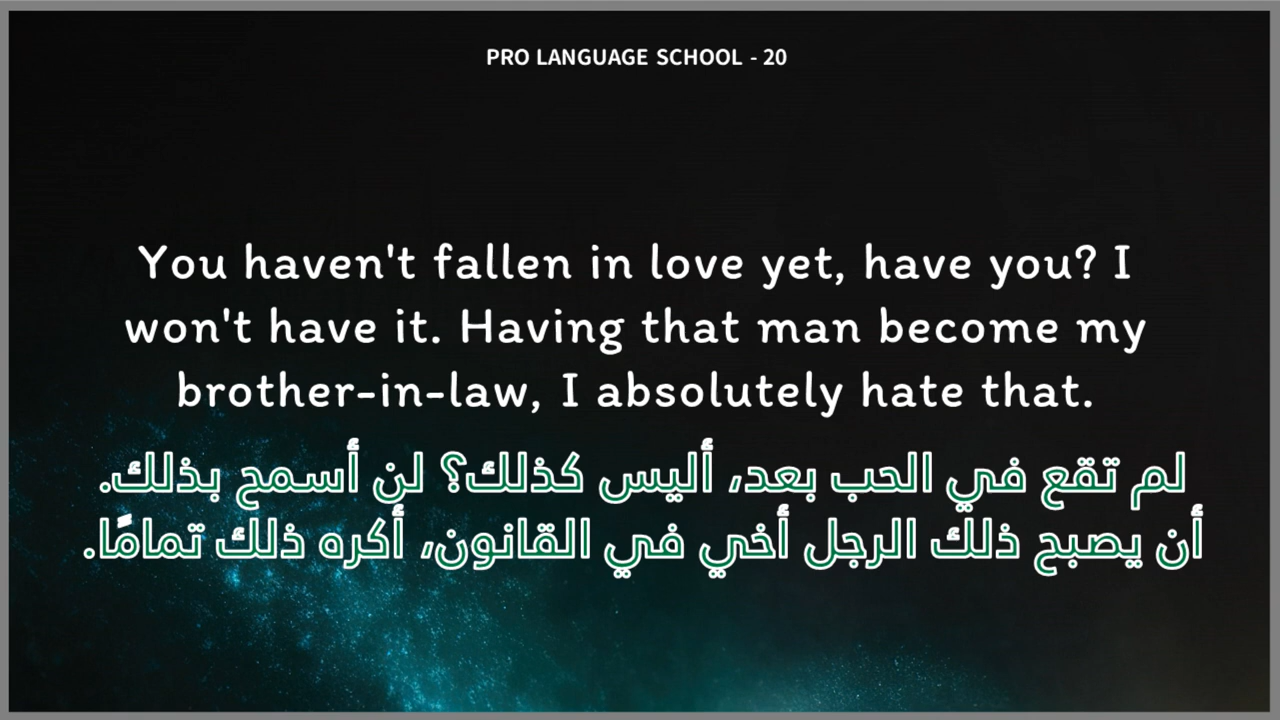 PRO LANGUAGE SCHOOL - 20
You haven't fallen in love yet, have you? I
won't have it. Having that man become my
brother-in-law, I absolutely hate that.
لم تقع في الحب بعد، أليس كذلك؟ لن أسمح بذلك.
أن يصبح ذلك الرجل أخي في القانون، أكره ذلك تمامًا.